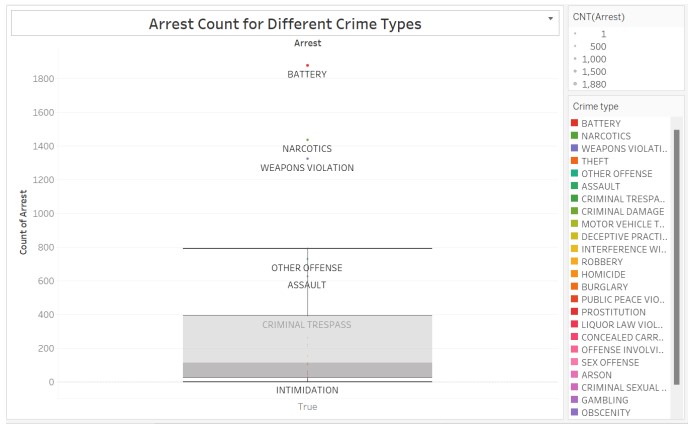 Arrest Count for Different Crime Types
Arrest
BATTERY
NARCOTICS
WEAPONS VIOLATION
OTHER OFFENSE
ASSAULT
CRIMINAL TRESPASS
INTIMIDATION
True
Count of Arrest
1800
1600
1400
1200
1000
800
600
400
200
0
CNT(Arrest)
1
500
1,000
1,500
1,880
Crime type
BATTERY
NARCOTICS
WEAPONS VIOLATI..
THEFT
OTHER OFFENSE
ASSAULT
CRIMINAL TRESPA..
CRIMINAL DAMAGE
MOTOR VEHICLE T..
DECEPTIVE PRACTI..
INTERFERENCE WI..
ROBBERY
HOMICIDE
BURGLARY
PUBLIC PEACE VIO..
PROSTITUTION
LIQUOR LAW VIOL..
CONCEALED CARR..
OFFENSE INVOLVI..
SEX OFFENSE
ARSON
CRIMINAL SEXUAL ..
GAMBLING
OBSCENITY